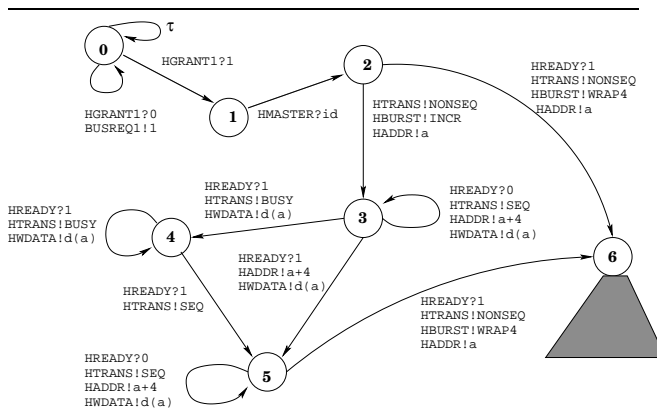 τ
0
HGRANT1?1
HGRANT1?0
BUSREQ1!1
1
HMASTER?id
2
HREADY?1
HTRANS!NONSEQ
HBURST!WRAP4
HADDR!a
HTRANS!NONSEQ
HBURST!INCR
HADDR!a
HREADY?1
HTRANS!BUSY
HWDATA!d(a)
HREADY?1
HTRANS!BUSY
HWDATA!d(a)
4
3
HREADY?0
HTRANS!SEQ
HADDR!a+4
HWDATA!d(a)
HREADY?1
HADDR!a+4
HWDATA!d(a)
6
HREADY?1
HTRANS!SEQ
HREADY?1
HTRANS!NONSEQ
HBURST!WRAP4
HADDR!a
HREADY?0
HTRANS!SEQ
HADDR!a+4
HWDATA!d(a)
5